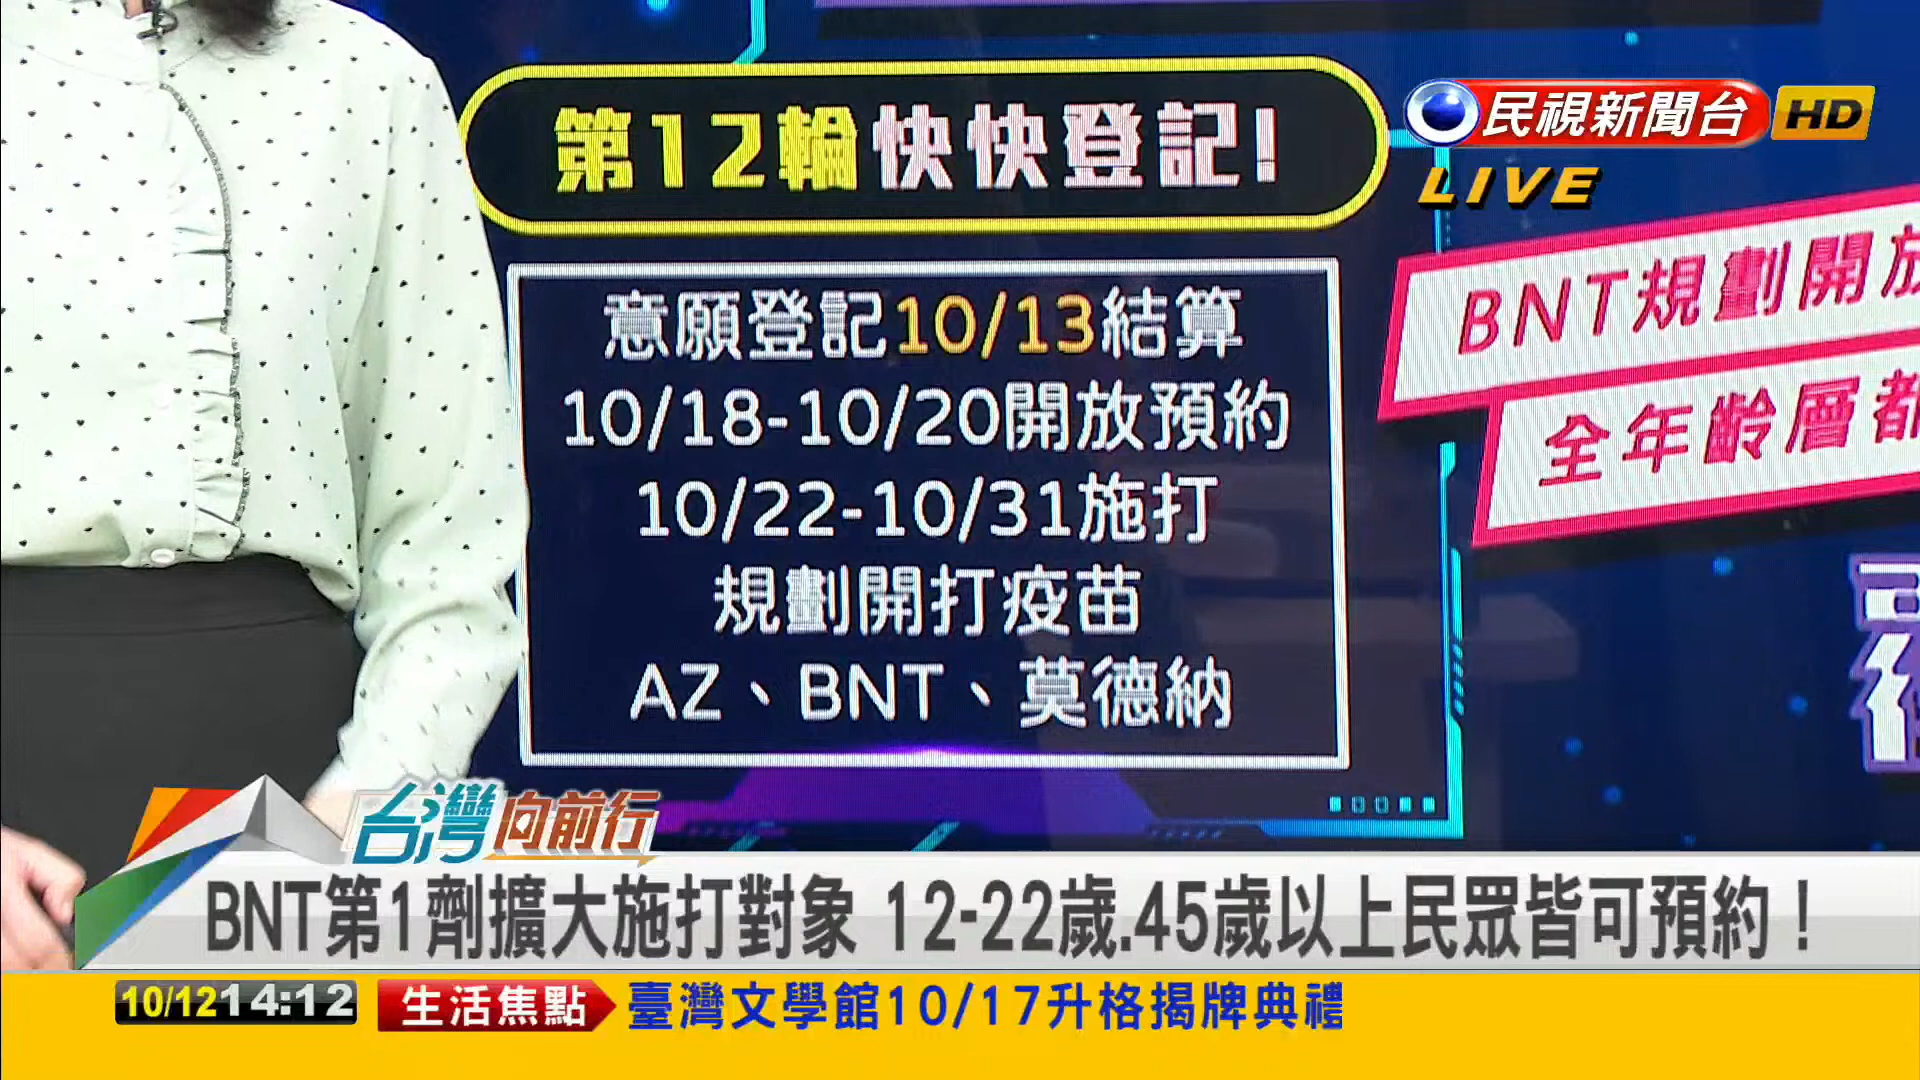 第12輪快快登記!
民視新聞台 HD
LIVE
意願登記10/13結算
10/18-10/20開放預約
10/22-10/31施打
規劃開打疫苗
AZ、BNT、莫德納
BNT規劃開放
全年齡層都
台灣向前行
BNT第1劑擴大施打對象 12-22歲.45歲以上民眾皆可預約！
10/12 14:12 生活焦點 臺灣文學館10/17升格揭牌典禮